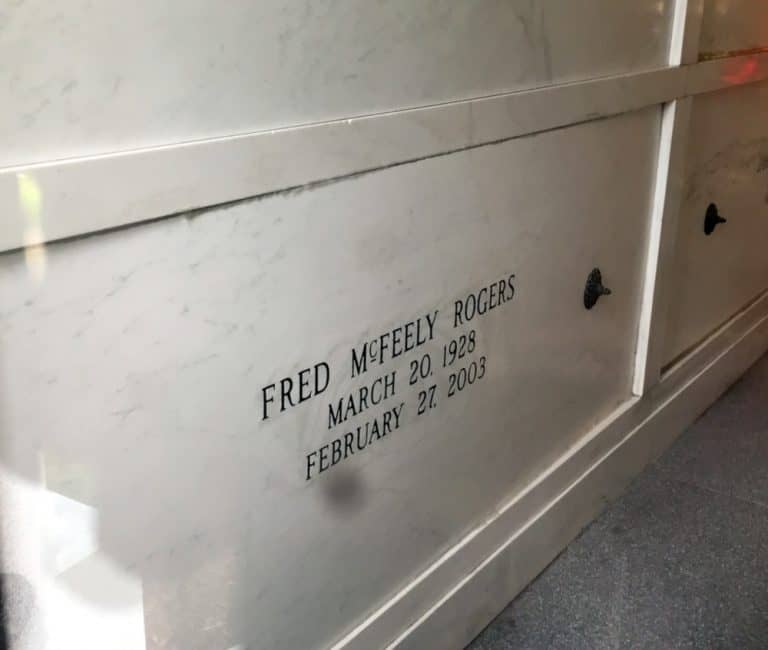 FRED McFEELY ROGERS
MARCH 20, 1928
FEBRUARY 27, 2003